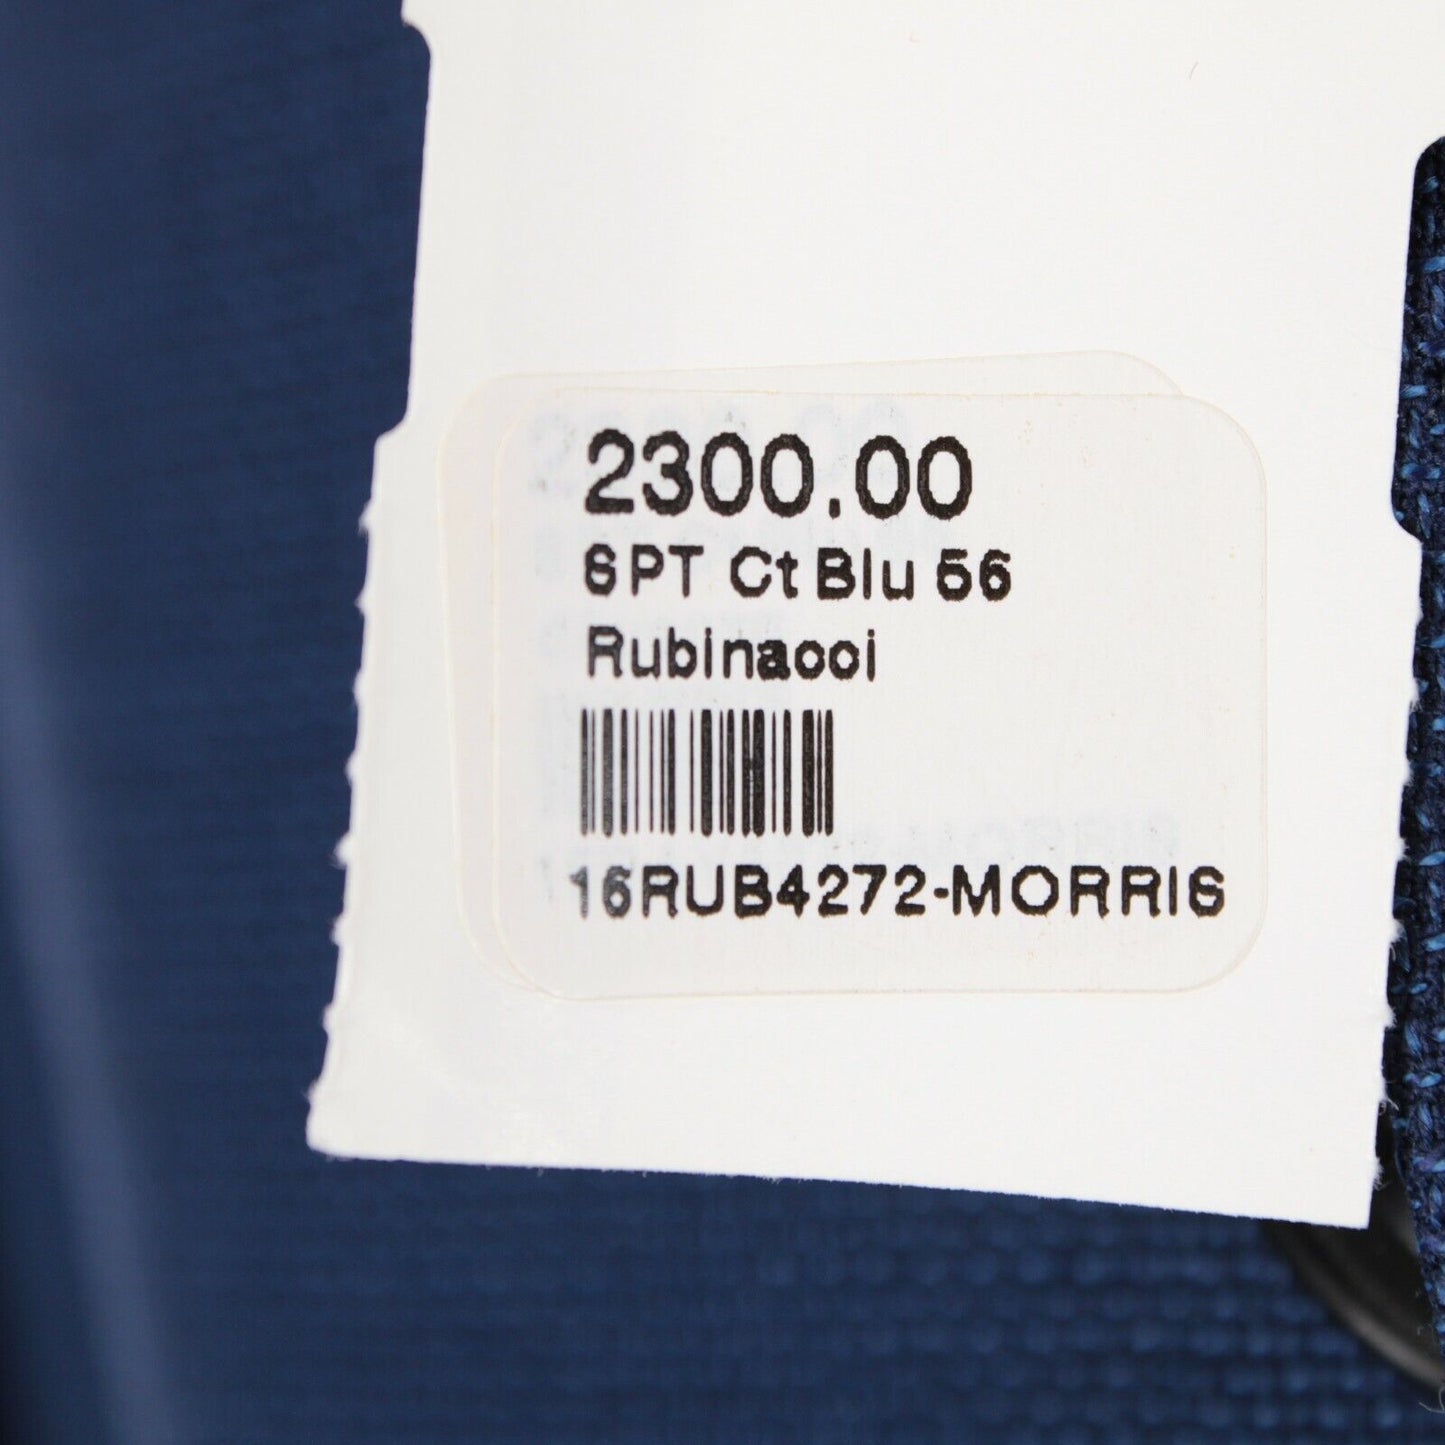 2300.00
SPT Ct Blu 56
Rubinacci
16RUB4272-MORRIS